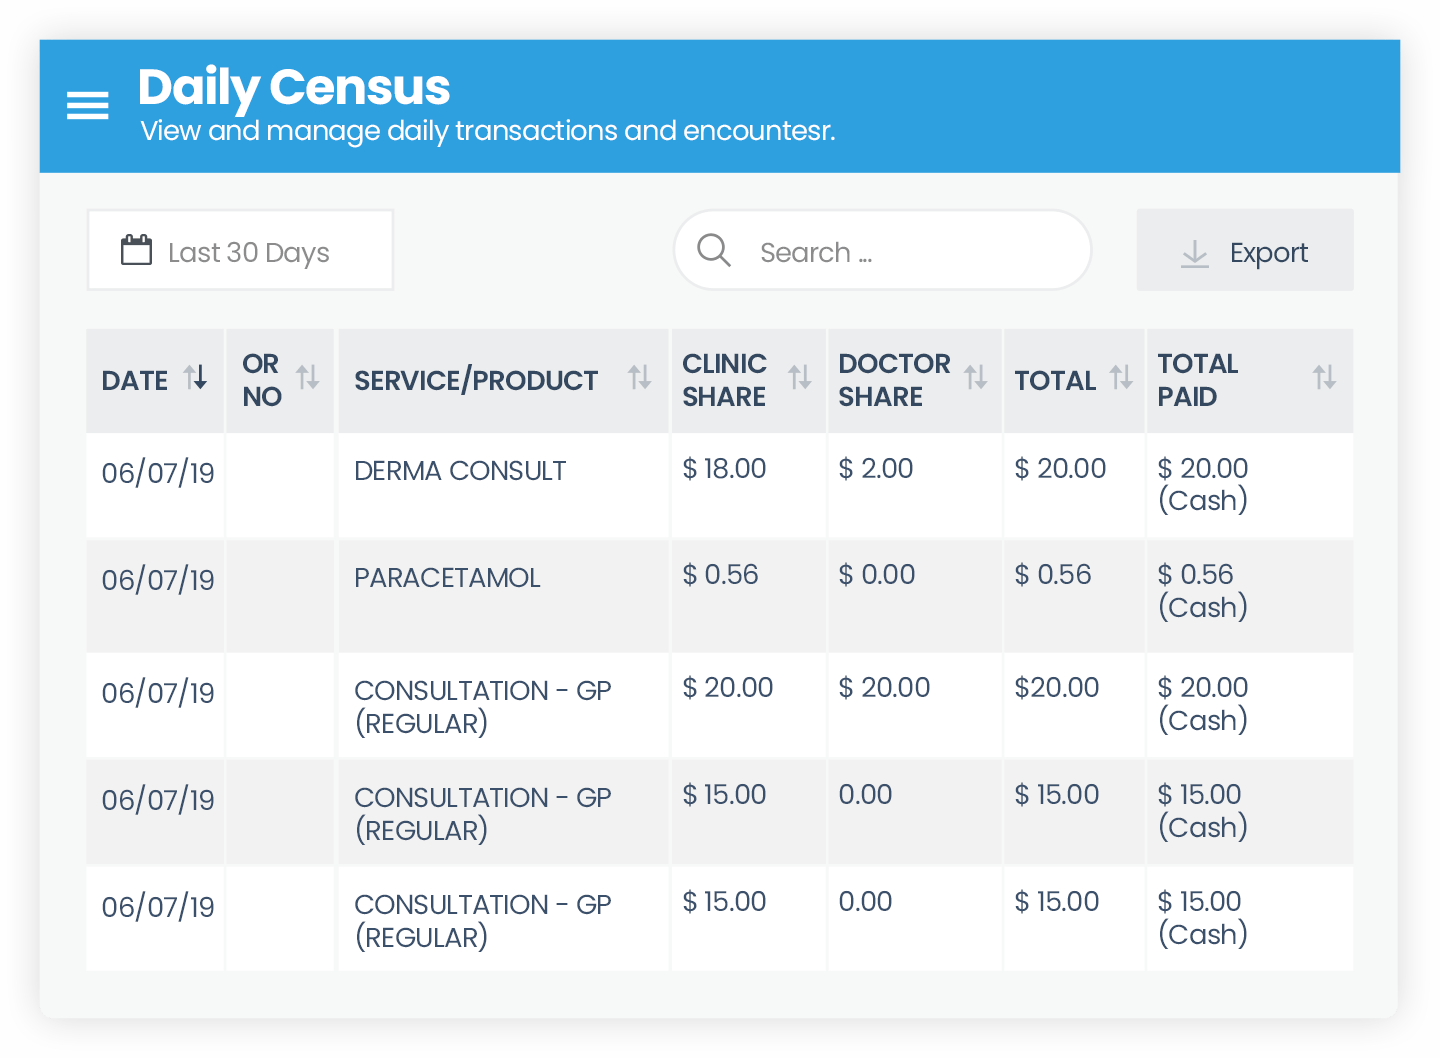 Daily Census
View and manage daily transactions and encountesr.
Last 30 Days
Search ...
Export
DATE
OR
NO
SERVICE/PRODUCT
CLINIC
SHARE
DOCTOR
SHARE
TOTAL
TOTAL
PAID
06/07/19
DERMA CONSULT
$ 18.00
$ 2.00
$ 20.00
$ 20.00
(Cash)
06/07/19
PARACETAMOL
$ 0.56
$ 0.00
$ 0.56
$ 0.56
(Cash)
06/07/19
CONSULTATION - GP
(REGULAR)
$ 20.00
$ 20.00
$20.00
$ 20.00
(Cash)
06/07/19
CONSULTATION - GP
(REGULAR)
$ 15.00
0.00
$ 15.00
$ 15.00
(Cash)
06/07/19
CONSULTATION - GP
(REGULAR)
$ 15.00
0.00
$ 15.00
$ 15.00
(Cash)